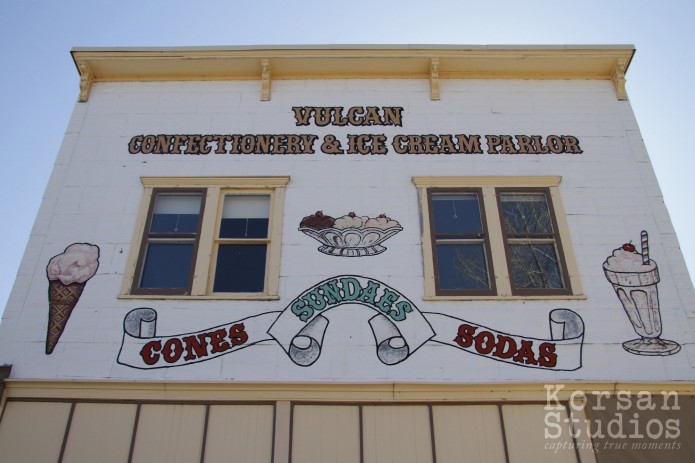 VULCAN
CONFECTIONERY & ICE CREAM PARLOR
SUNDAES
CONES
SODAS
Korsan
Studios
capturing true moments